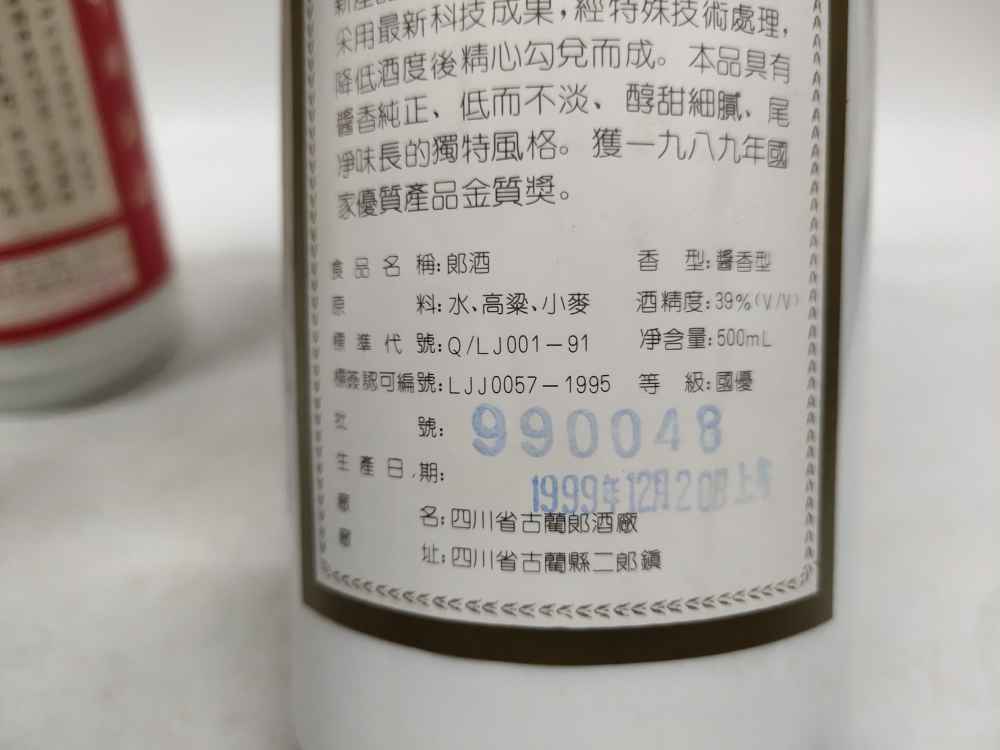 采用最新科技成果,經特殊技術處理,
降低酒度後精心勾兌而成。本品具有
醬香純正、低而不淡、醇甜細膩、尾
淨味長的獨特風格。獲一九八九年國
家優質產品金質獎。
食品名稱:郎酒 香型:醬香型
原料:水、高粱、小麥 酒精度:39%(V/V)
標準代號:Q/LJ001-91 淨含量:500mL
標簽認可編號:LJJ0057-1995 等級:國優
批號: 990048
生產日期: 1999年12月20日上
廠名:四川省古藺郎酒廠
廠址:四川省古藺縣二郎鎮